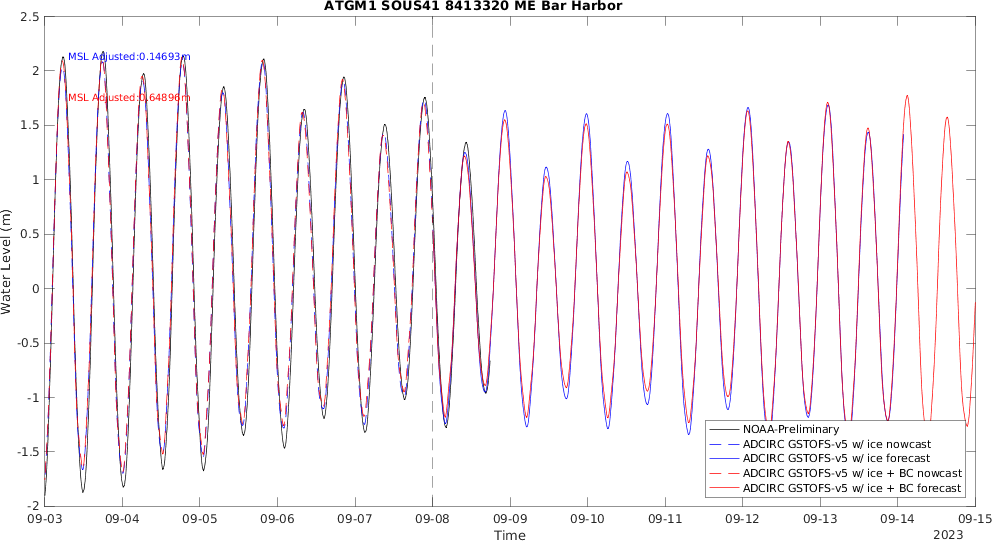 ATGM1 SOUS41 8413320 ME Bar Harbor
2.5
2
1.5
1
0.5
0
-0.5
-1
-1.5
-2
Water Level (m)
MSL Adjusted:0.14693m
MSL Adjusted:0.64896m
NOAA-Preliminary
ADCIRC GSTOFS-v5 w/ ice nowcast
ADCIRC GSTOFS-v5 w/ ice forecast
ADCIRC GSTOFS-v5 w/ ice + BC nowcast
ADCIRC GSTOFS-v5 w/ ice + BC forecast
09-03 09-04 09-05 09-06 09-07 09-08 09-09 09-10 09-11 09-12 09-13 09-14 09-15
Time
2023